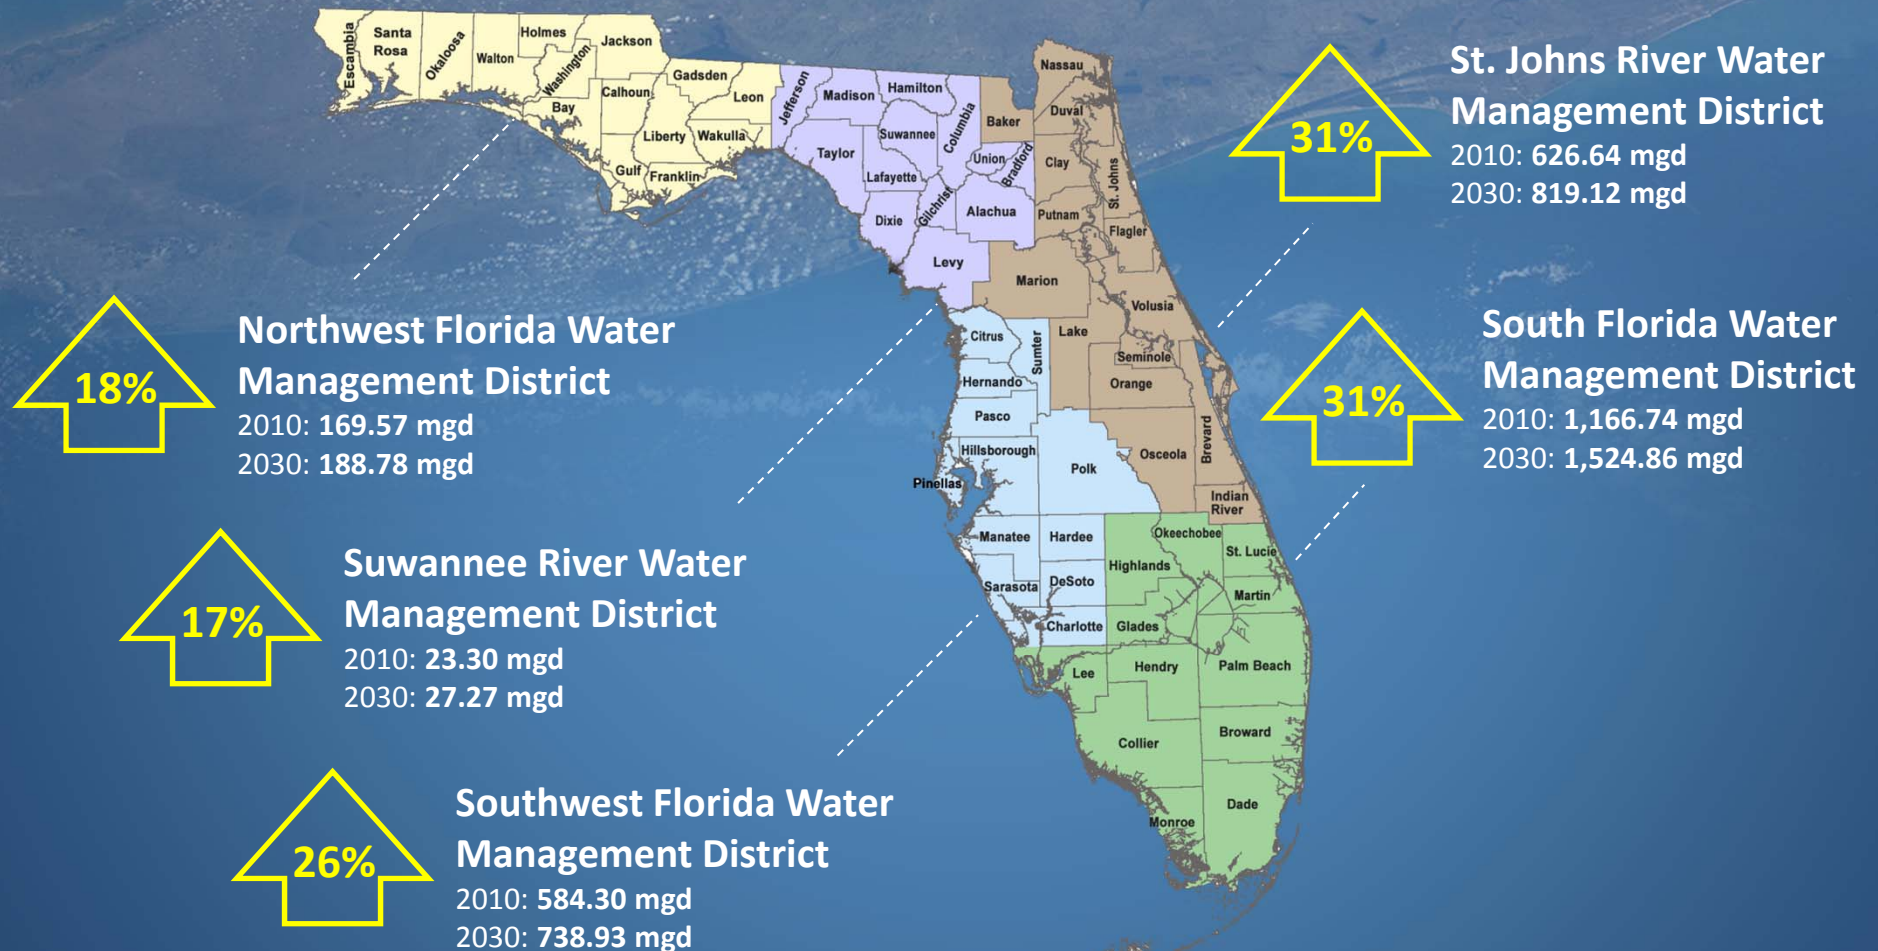 Escambia
Santa
Rosa
Okaloosa
Walton
Holmes
Washington
Jackson
Bay
Calhoun
Gadsden
Leon
Liberty
Wakulla
Gulf
Franklin
Jefferson
Madison
Hamilton
Columbia
Suwannee
Taylor
Lafayette
Union
Bradford
Dixie
Gilchrist
Alachua
Levy
Nassau
Baker
Duval
Clay
St. Johns
Putnam
Flagler
Marion
Volusia
Lake
Seminole
Orange
Osceola
Brevard
Indian
River
Citrus
Sumter
Hernando
Pasco
Hillsborough
Pinellas
Polk
Manatee
Hardee
Sarasota
DeSoto
Charlotte
Highlands
Okeechobee
St. Lucie
Martin
Glades
Lee
Hendry
Palm Beach
Collier
Broward
Monroe
Dade
31%
St. Johns River Water
Management District
2010: 626.64 mgd
2030: 819.12 mgd
31%
South Florida Water
Management District
2010: 1,166.74 mgd
2030: 1,524.86 mgd
18%
Northwest Florida Water
Management District
2010: 169.57 mgd
2030: 188.78 mgd
17%
Suwannee River Water
Management District
2010: 23.30 mgd
2030: 27.27 mgd
26%
Southwest Florida Water
Management District
2010: 584.30 mgd
2030: 738.93 mgd